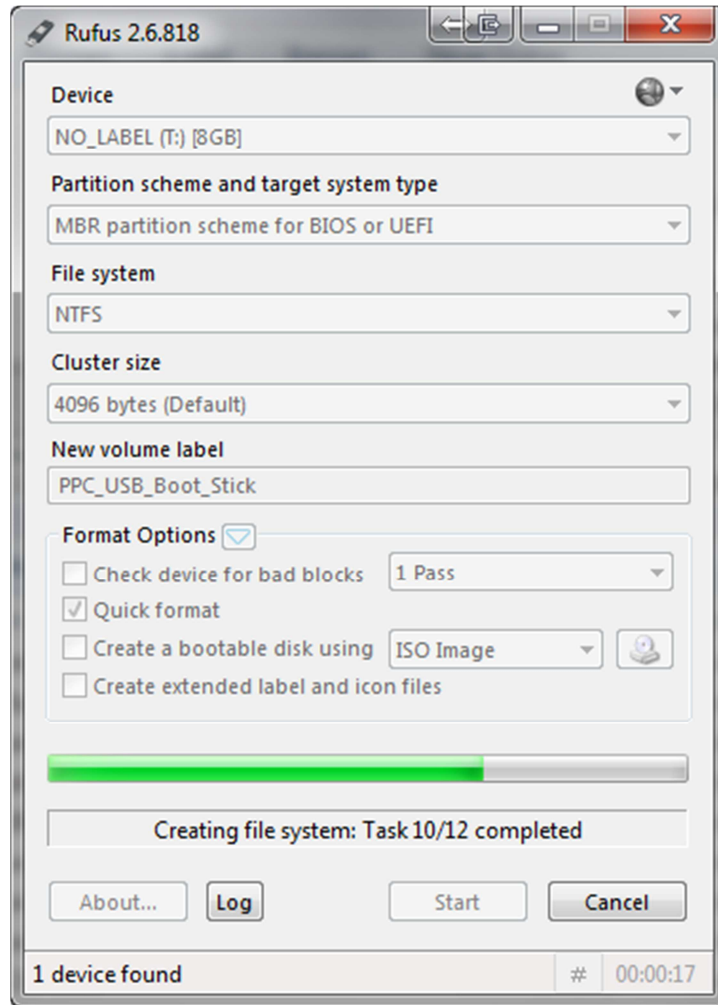 Rufus 2.6.818
Device
NO_LABEL (T:) [8GB]
Partition scheme and target system type
MBR partition scheme for BIOS or UEFI
File system
NTFS
Cluster size
4096 bytes (Default)
New volume label
PPC_USB_Boot_Stick
Format Options
Check device for bad blocks 1 Pass
Quick format
Create a bootable disk using ISO Image
Create extended label and icon files
Creating file system: Task 10/12 completed
About... Log Start Cancel
1 device found # 00:00:17